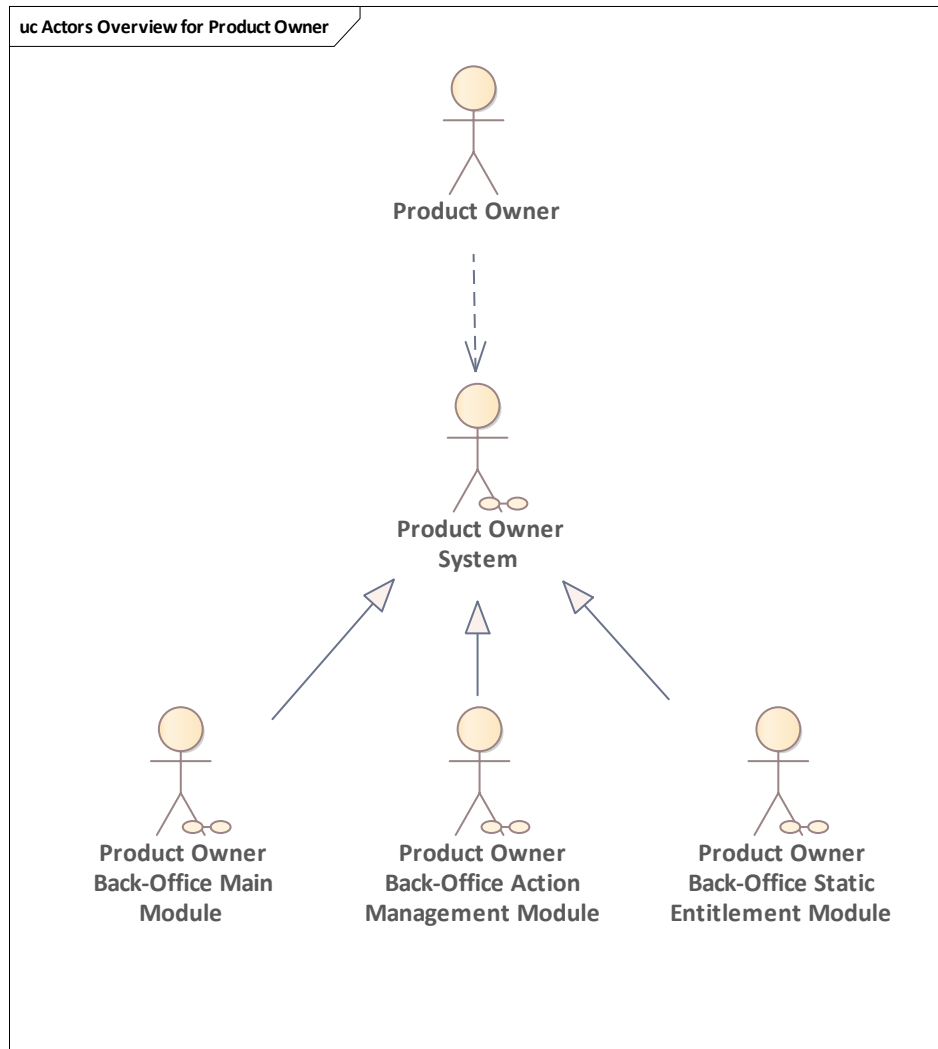 uc Actors Overview for Product Owner
Product Owner
Product Owner
System
Product Owner
Back-Office Main
Module
Product Owner
Back-Office Action
Management Module
Product Owner
Back-Office Static
Entitlement Module